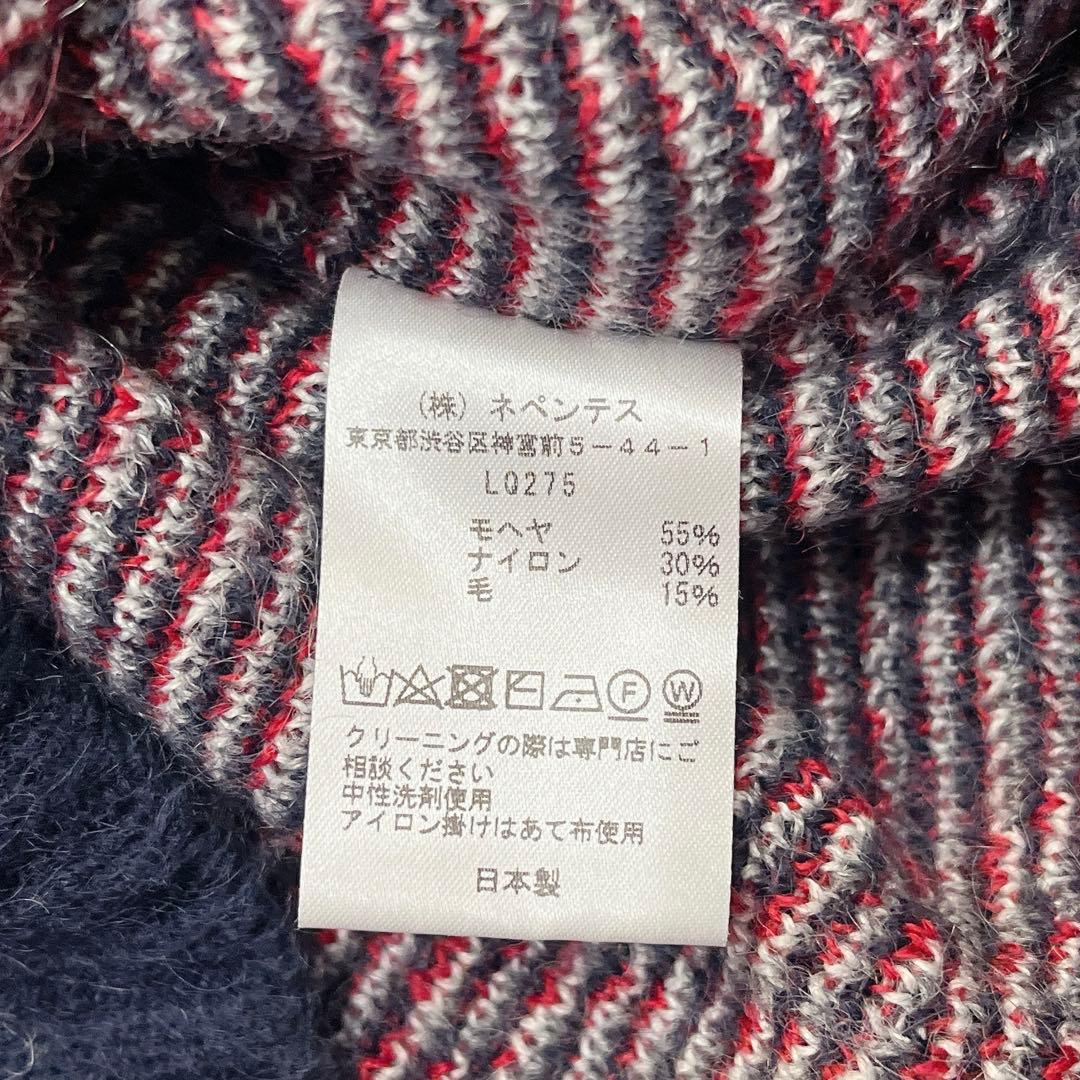 （株）ネペンテス
東京都渋谷区神宮前５−４４−１
LQ275
モヘヤ 55%
ナイロン 30%
毛 15%
F W
クリーニングの際は専門店にご
相談ください
中性洗剤使用
アイロン掛けはあて布使用
日本製